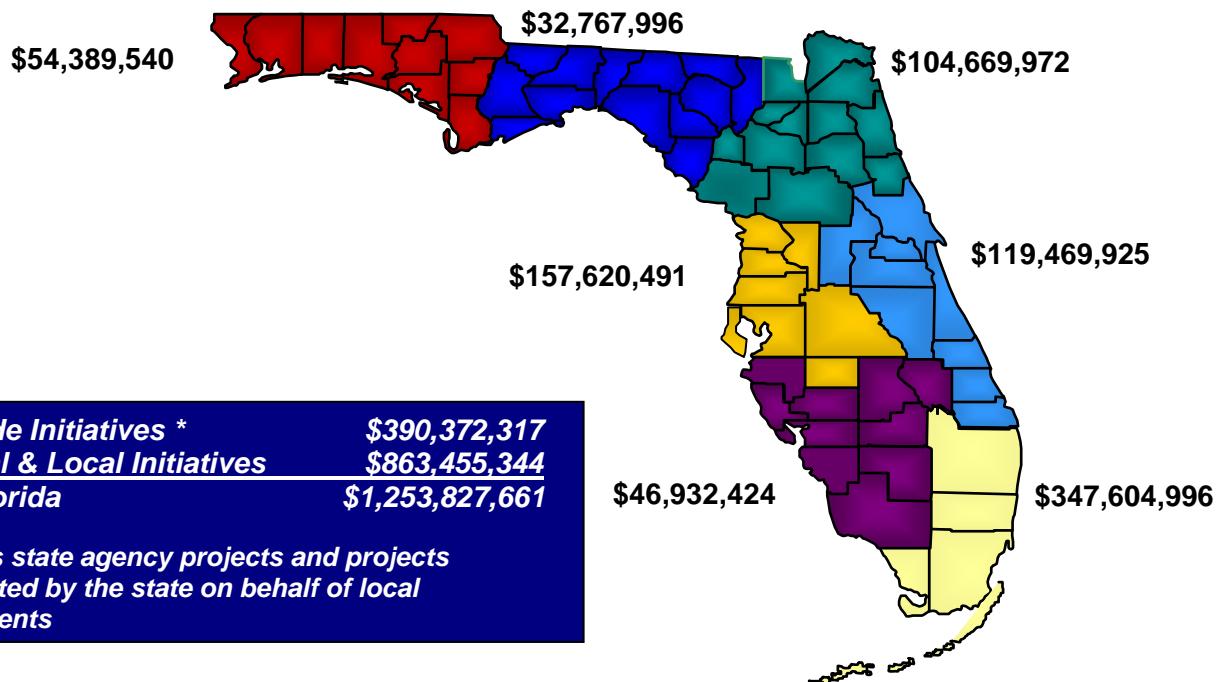 $32,767,996
$54,389,540
$104,669,972
$119,469,925
$157,620,491
de Initiatives * $390,372,317
l & Local Initiatives $863,455,344
orida $1,253,827,661
$46,932,424
$347,604,996
s state agency projects and projects
ted by the state on behalf of local
ents